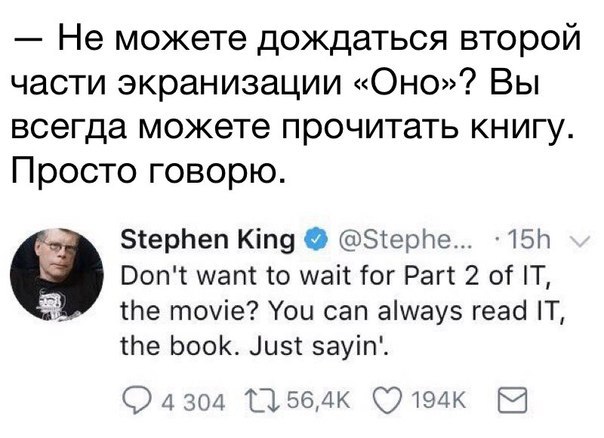 — Не можете дождаться второй
части экранизации «Оно»? Вы
всегда можете прочитать книгу.
Просто говорю.
Stephen King @Stephe... · 15h
Don't want to wait for Part 2 of IT,
the movie? You can always read IT,
the book. Just sayin'.
4 304 56,4K 194K